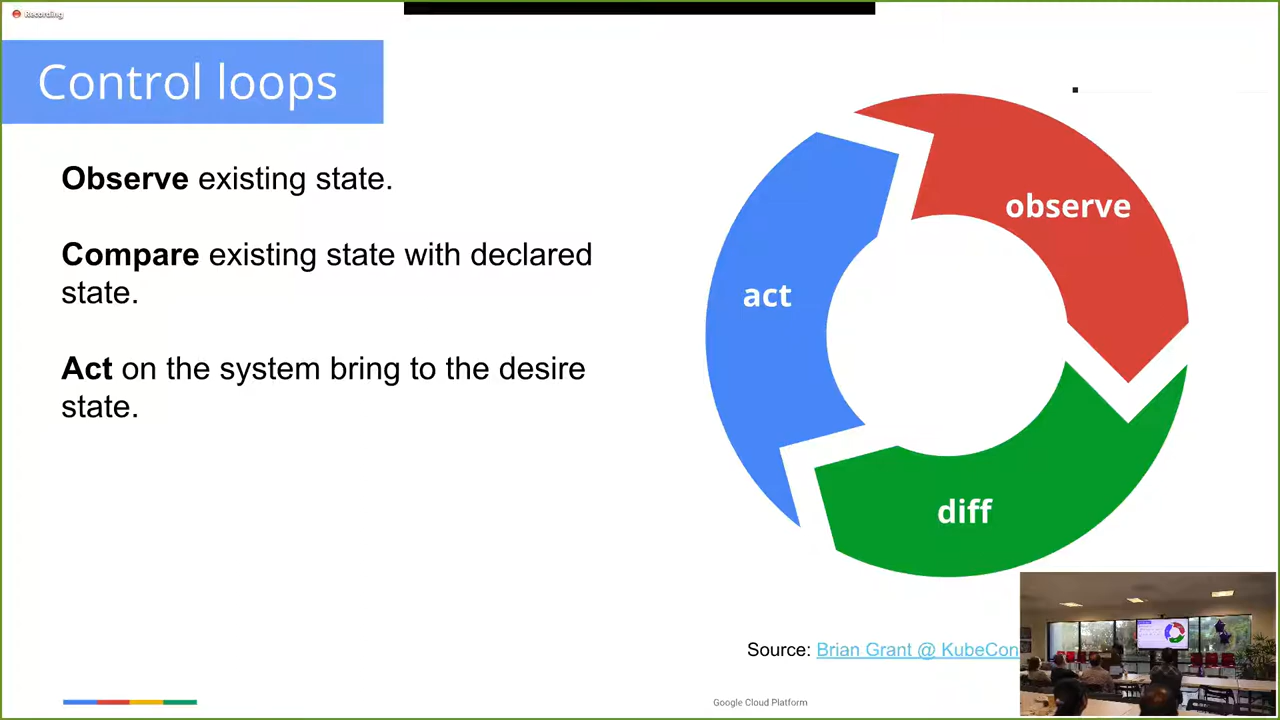 Recording
Control loops
Observe existing state.
Compare existing state with declared
state.
Act on the system bring to the desire
state.
observe
act
diff
Source: Brian Grant @ KubeCon
Google Cloud Platform